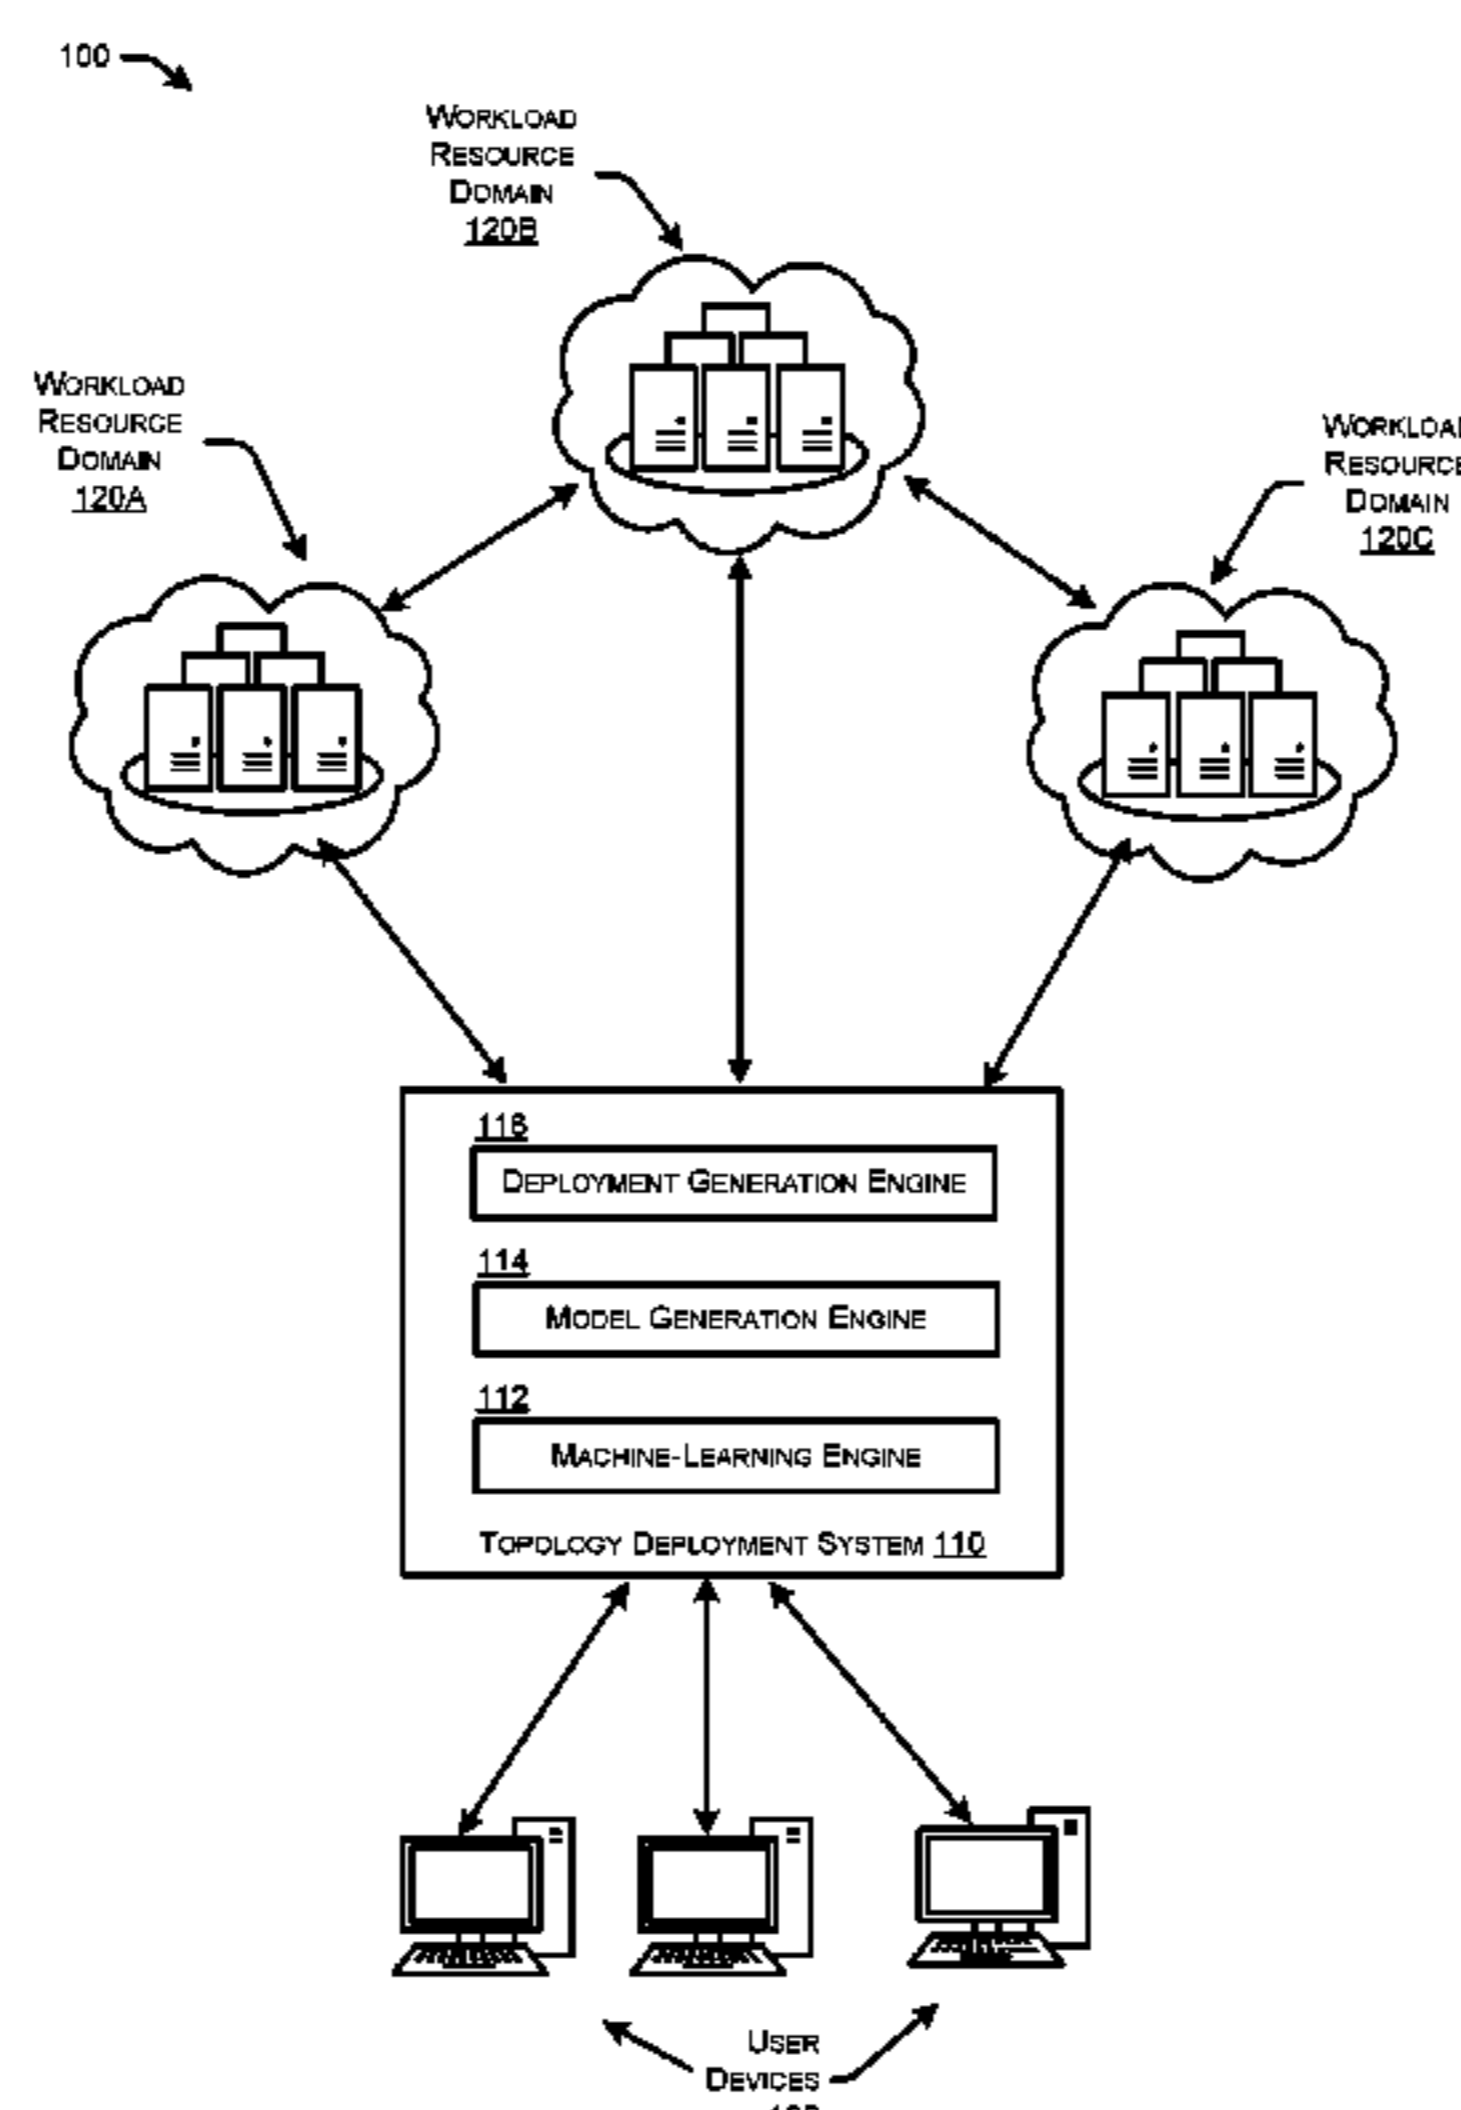 100
WORKLOAD
RESOURCE
DOMAIN
120B
WORKLOAD
RESOURCE
DOMAIN
120A
RESOURCE
DOMAIN
120C
116
DEPLOYMENT GENERATION ENGINE
114
MODEL GENERATION ENGINE
112
MACHINE-LEARNING ENGINE
TOPOLOGY DEPLOYMENT SYSTEM 110
USER
DEVICES